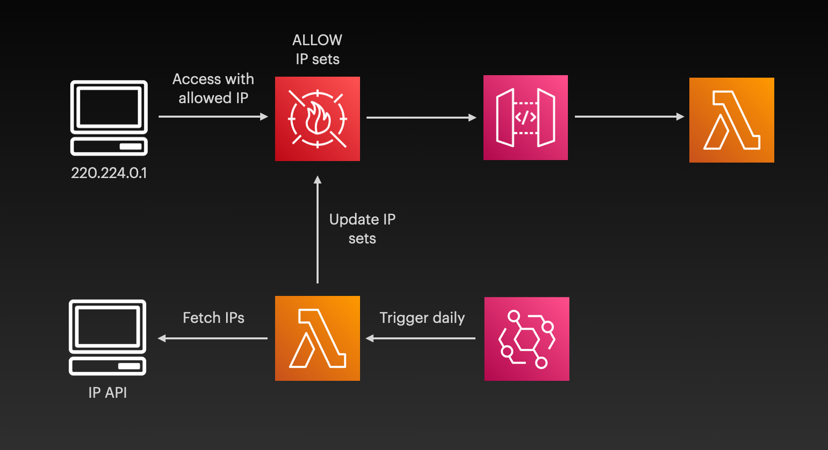 ALLOW
IP sets
Access with
allowed IP
</>
220.224.0.1
Update IP
sets
Fetch IPs
Trigger daily
IP API